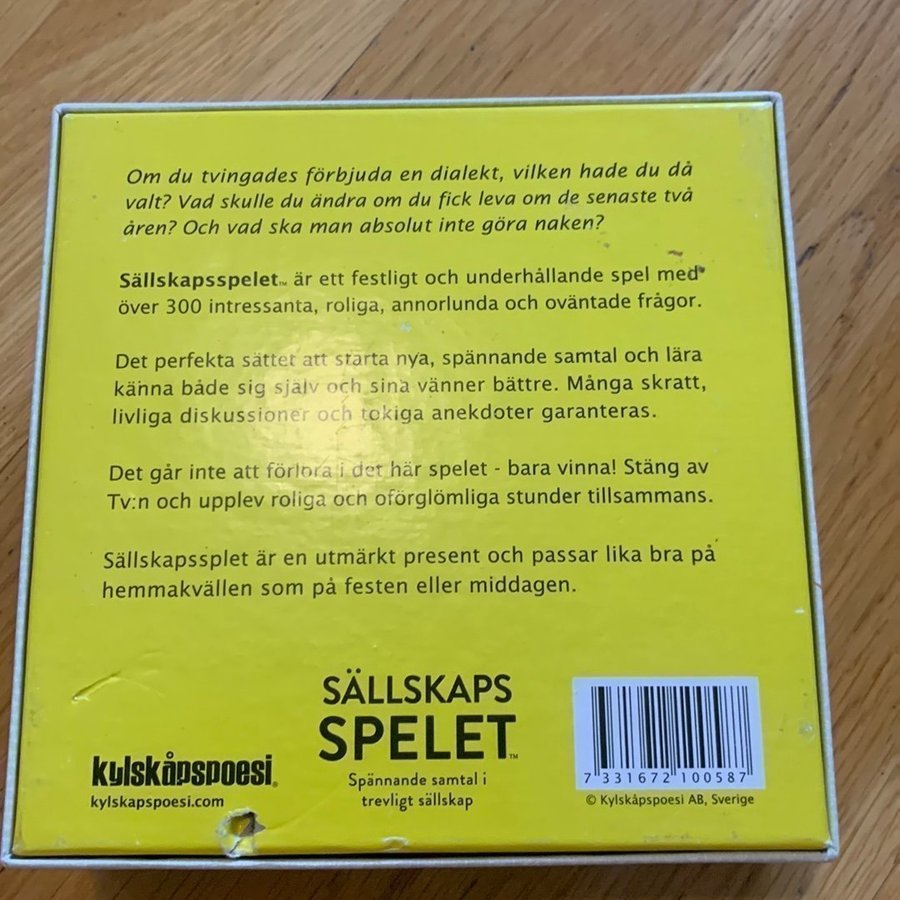 Om du tvingades förbjuda en dialekt, vilken hade du då
valt? Vad skulle du ändra om du fick leva om de senaste två
åren? Och vad ska man absolut inte göra naken?
Sällskapsspelet™ är ett festligt och underhållande spel med
över 300 intressanta, roliga, annorlunda och oväntade frågor.
Det perfekta sättet att starta nya, spännande samtal och lära
känna både sig själv och sina vänner bättre. Många skratt,
livliga diskussioner och tokiga anekdoter garanteras.
Det går inte att förlora i det här spelet - bara vinna! Stäng av
Tv:n och upplev roliga och oförglömliga stunder tillsammans.
Sällskapssplet är en utmärkt present och passar lika bra på
hemmakvällen som på festen eller middagen.
SÄLLSKAPS
SPELET™
Spännande samtal i
trevligt sällskap
kylskåpspoesi®
kylskapspoesi.com
7 331672 100587
© Kylskåpspoesi AB, Sverige